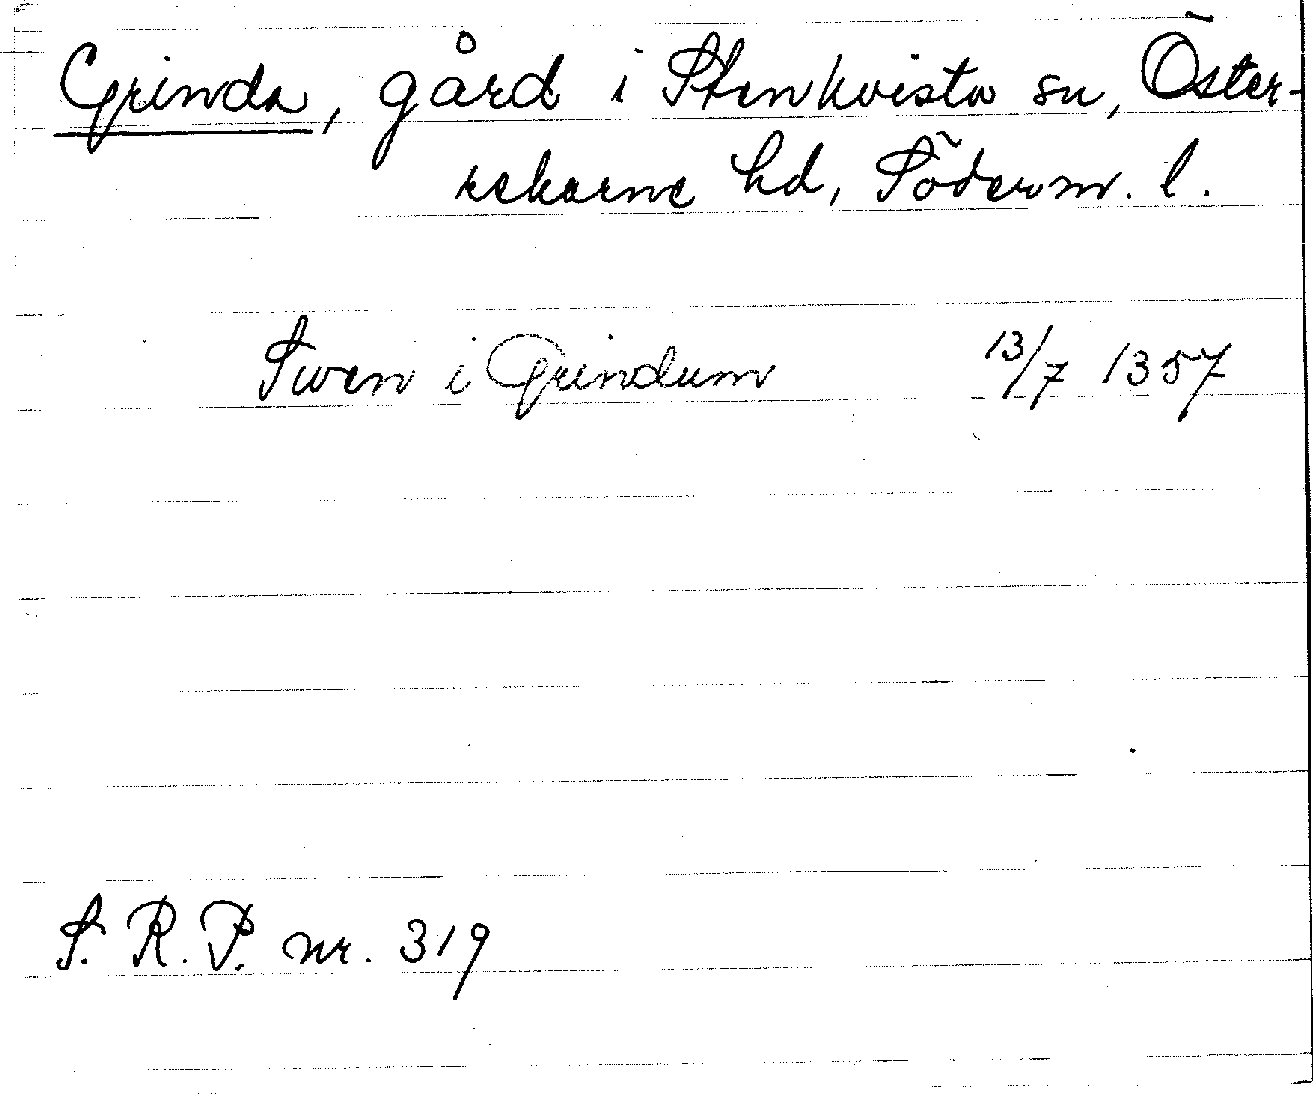 Grinda, gård i Stenkvista sn, Öster-
rekarne hd, Söderm. l.
Swen i Grindum 13/7 1357
S. R. P. nr. 319